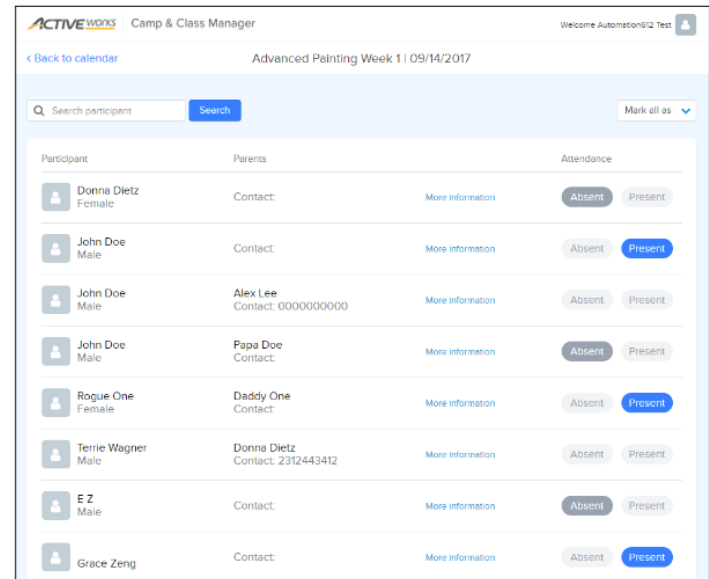 ACTIVE works Camp & Class Manager Welcome Automation612 Test
< Back to calendar Advanced Painting Week 1 | 09/14/2017
Search participant Search Mark all as
Participant Parents Attendance
Donna Dietz
Female Contact: More information Absent Present
John Doe
Male Contact: More information Absent Present
John Doe Alex Lee
Male Contact: 0000000000 More information Absent Present
John Doe Papa Doe
Male Contact: More information Absent Present
Rogue One Daddy One
Female Contact: More information Absent Present
Terrie Wagner Donna Dietz
Male Contact: 2312443412 More information Absent Present
E Z
Male Contact: More information Absent Present
Grace Zeng Contact: More information Absent Present